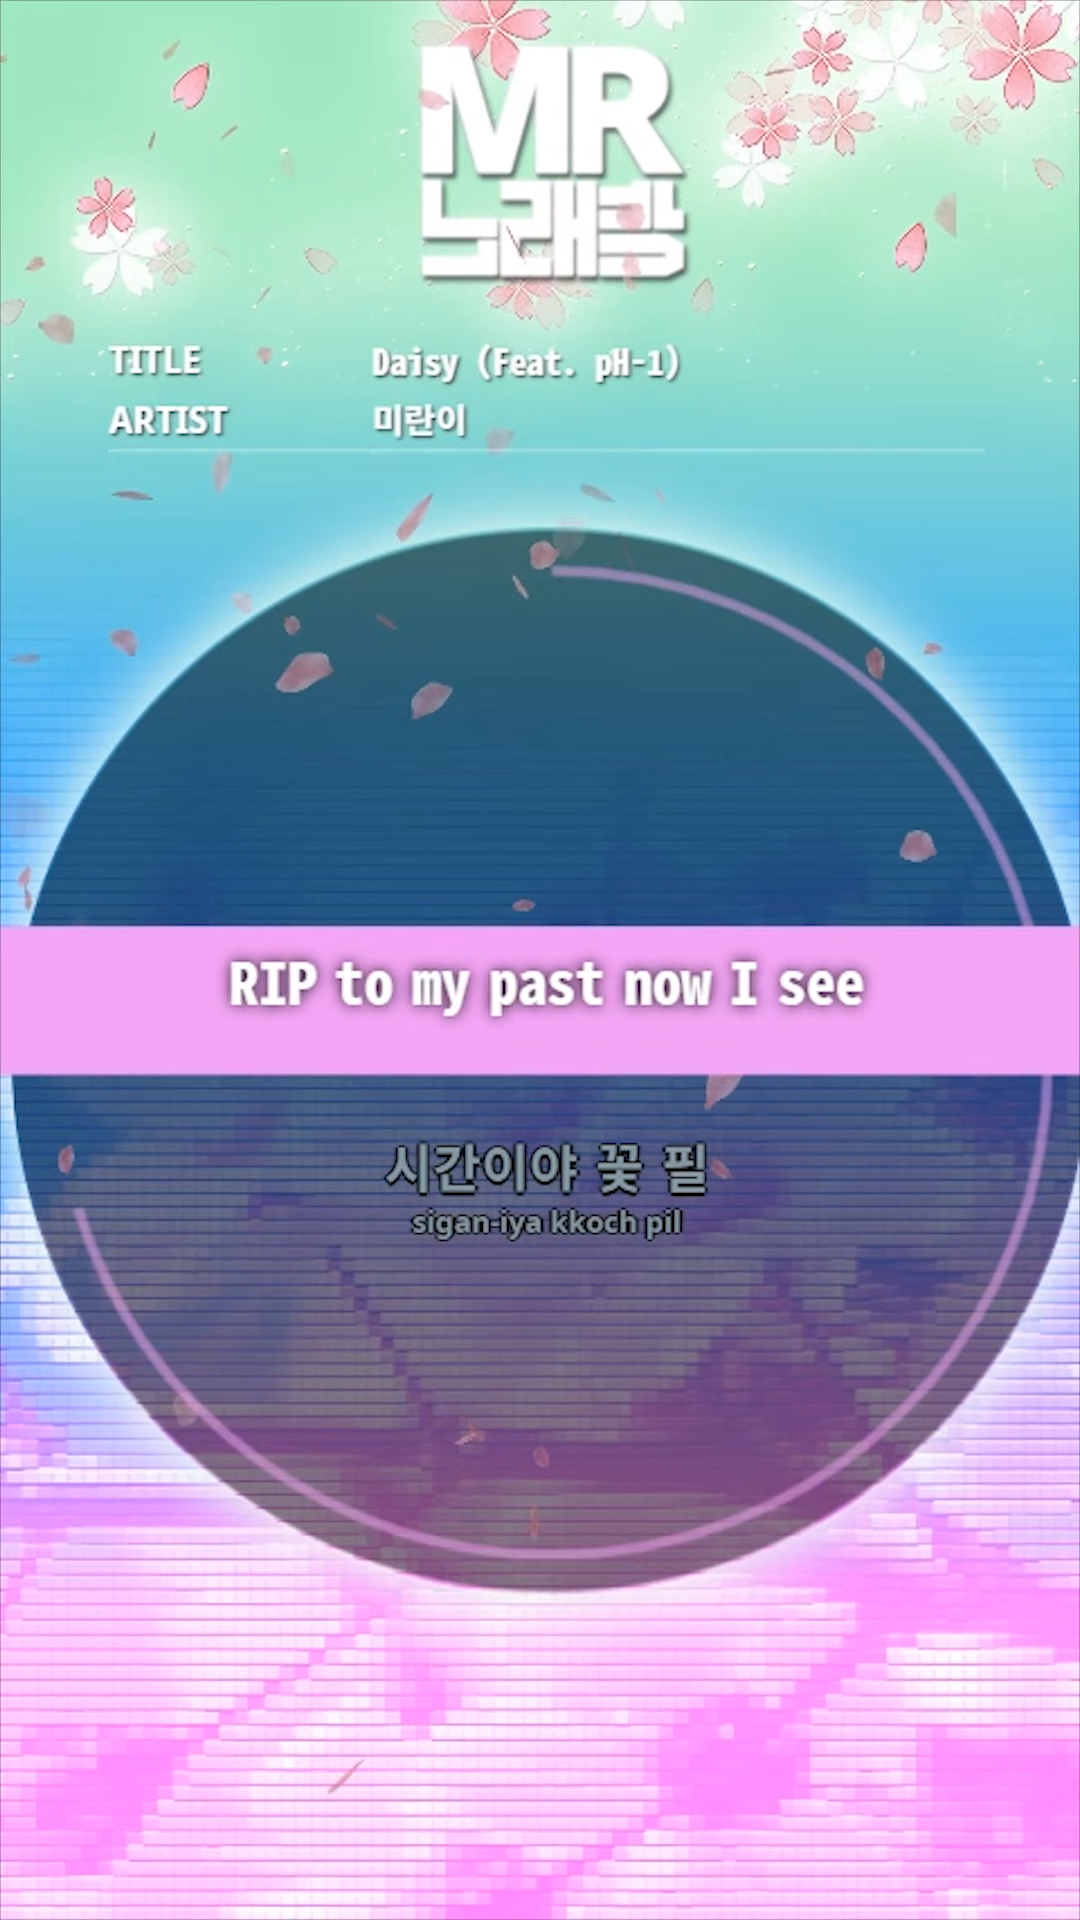 MR
노래방
TITLE Daisy (Feat. pH-1)
ARTIST 미란이
RIP to my past now I see
시간이야 꽃 필
sigan-iya kkoch pil